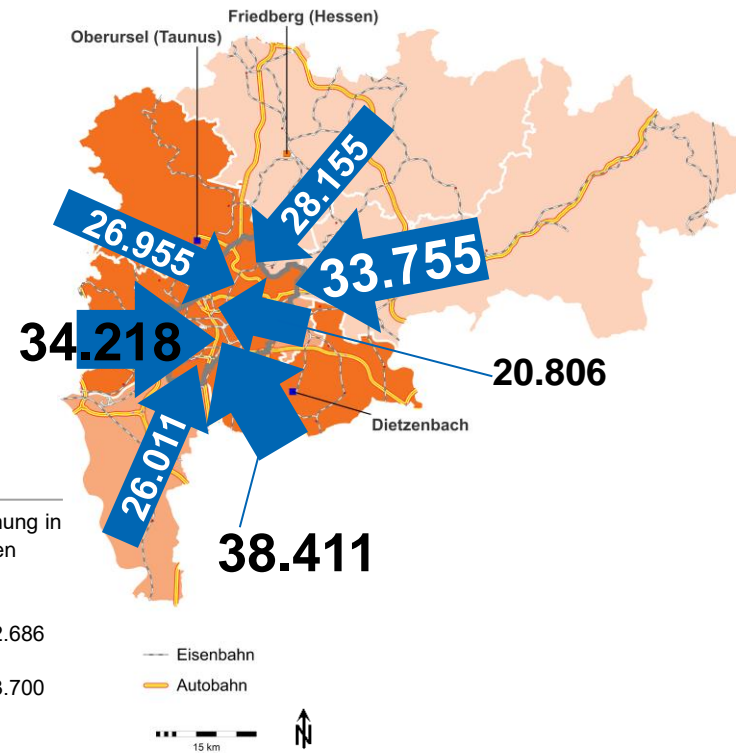 Friedberg (Hessen)
Oberursel (Taunus)
28.155
26.955
33.755
34.218
20.806
Dietzenbach
26.011
38.411
Eisenbahn
Autobahn
15 km
N